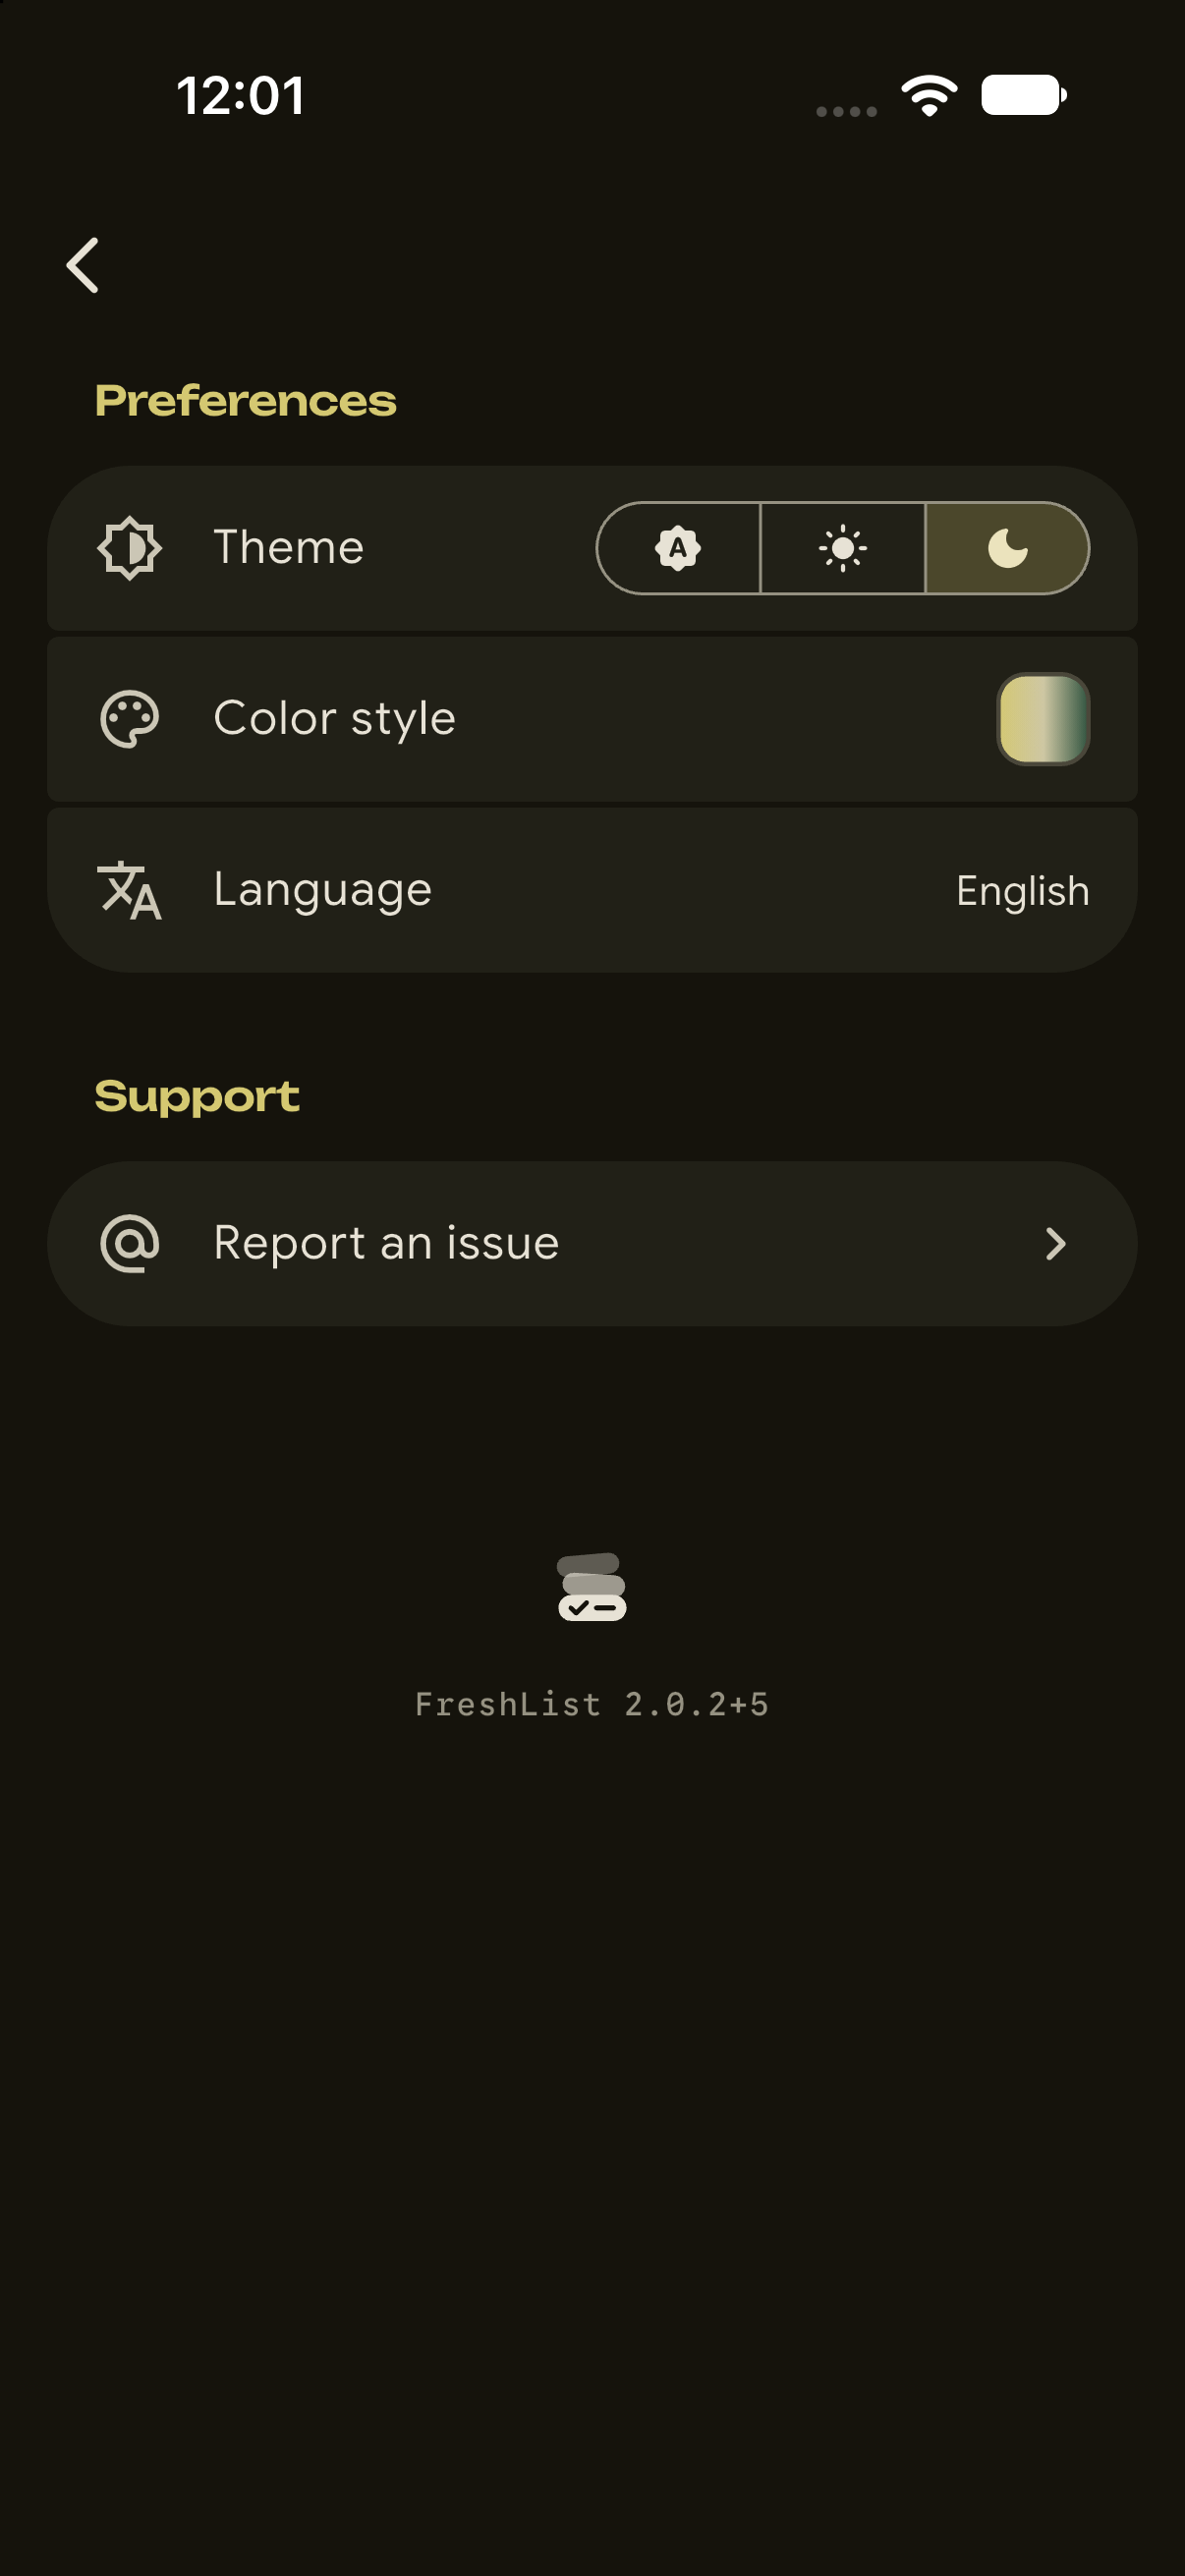 12:01
Preferences
Theme
Color style
Language English
Support
Report an issue
FreshList 2.0.2+5